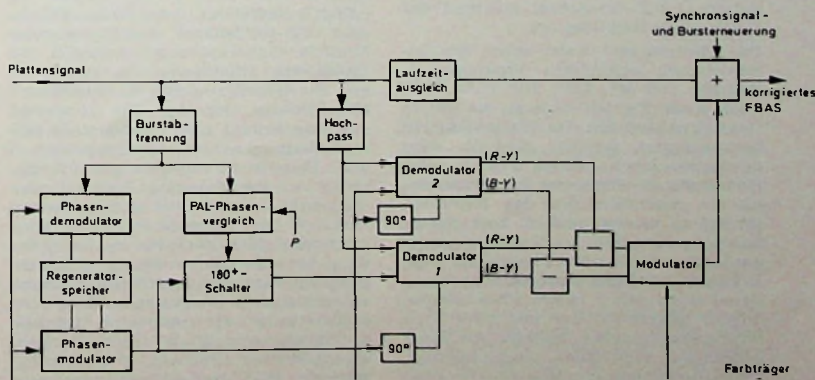 Synchronsignal-
und Bursterneuerung
Plattensignal
Laufzeit-
ausgleich
+
korrigiertes
FBAS
Burstab-
trennung
Hoch-
pass
Phasen-
demodulator
PAL-Phasen-
vergleich
P
Demodulator
2
(R-Y)
(B-Y)
90°
Regenerator-
speicher
180°-
Schalter
Demodulator
1
(R-Y)
(B-Y)
−
−
Modulator
Phasen-
modulator
90°
Farbträger